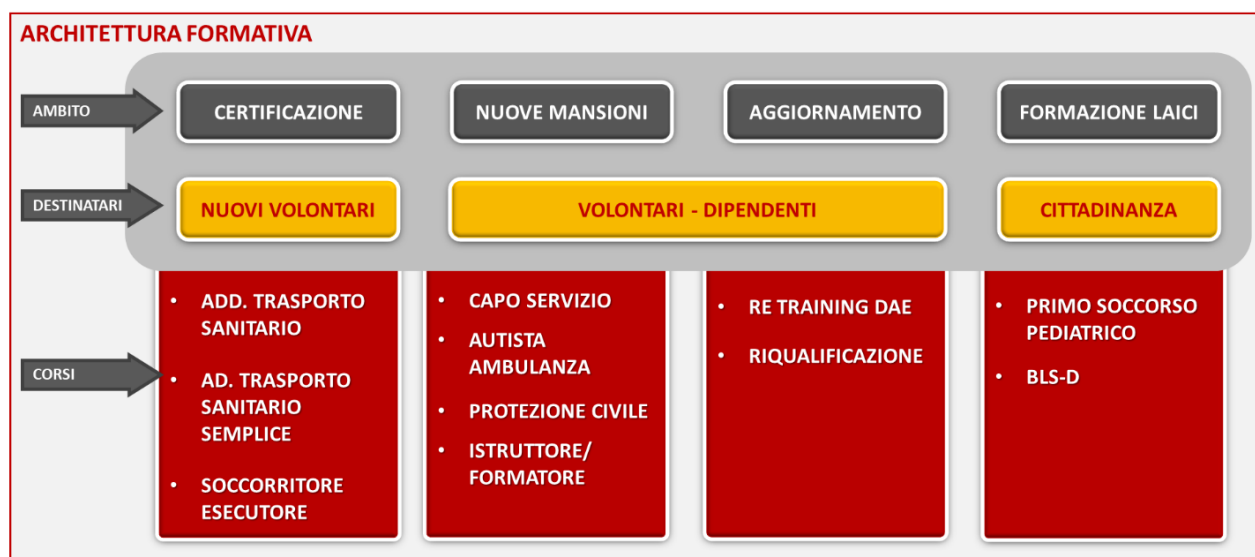 ARCHITETTURA FORMATIVA
AMBITO
CERTIFICAZIONE
NUOVE MANSIONI
AGGIORNAMENTO
FORMAZIONE LAICI
DESTINATARI
NUOVI VOLONTARI
VOLONTARI - DIPENDENTI
CITTADINANZA
CORSI
• ADD. TRASPORTO
SANITARIO
• AD. TRASPORTO
SANITARIO
SEMPLICE
• SOCCORRITORE
ESECUTORE
• CAPO SERVIZIO
• AUTISTA
AMBULANZA
• PROTEZIONE CIVILE
• ISTRUTTORE/
FORMATORE
• RE TRAINING DAE
• RIQUALIFICAZIONE
• PRIMO SOCCORSO
PEDIATRICO
• BLS-D